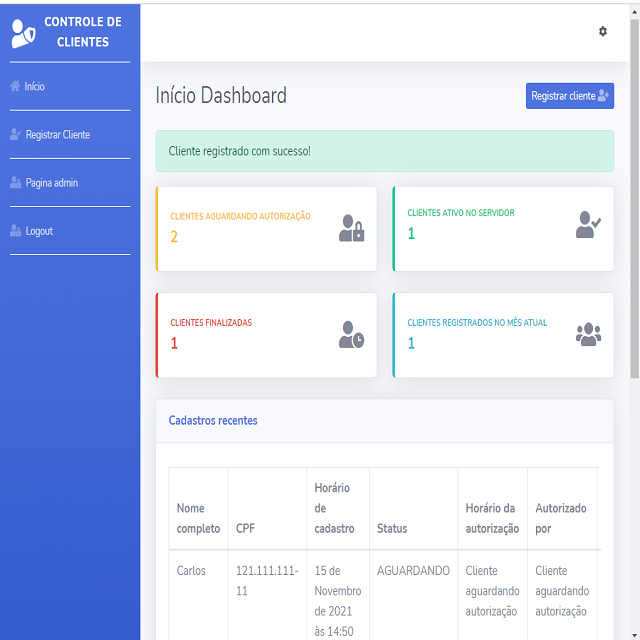 CONTROLE DE
CLIENTES
Início
Registrar Cliente
Pagina admin
Logout
Início Dashboard
Registrar cliente
Cliente registrado com sucesso!
CLIENTES AGUARDANDO AUTORIZAÇÃO
2
CLIENTES ATIVO NO SERVIDOR
1
CLIENTES FINALIZADAS
1
CLIENTES REGISTRADOS NO MÊS ATUAL
1
Cadastros recentes
Nome
completo
CPF
Horário
de
cadastro
Status
Horário da
autorização
Autorizado
por
Carlos
121.111.111-
11
15 de
Novembro
de 2021
às 14:50
AGUARDANDO
Cliente
aguardando
autorização
Cliente
aguardando
autorização